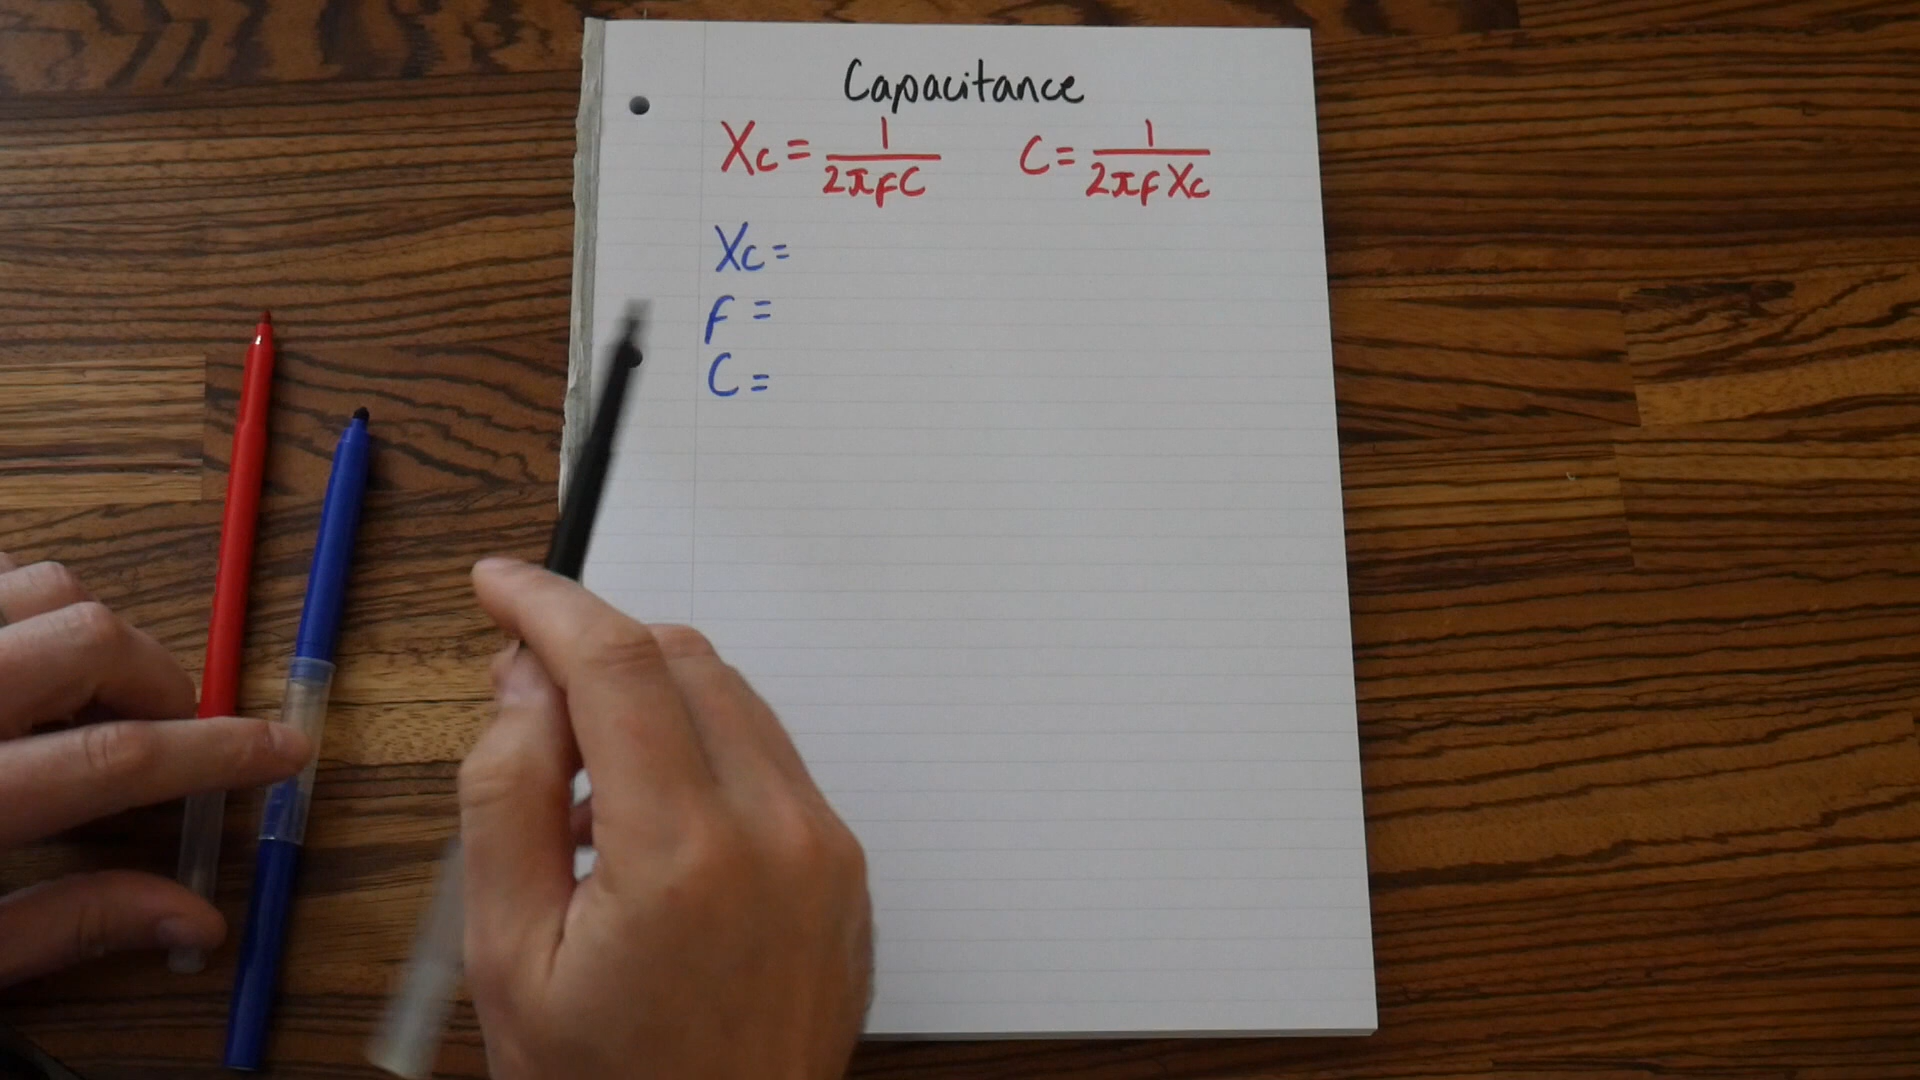 Capacitance
Xc = 1/2πfC C = 1/2πfXc
Xc =
f =
C =